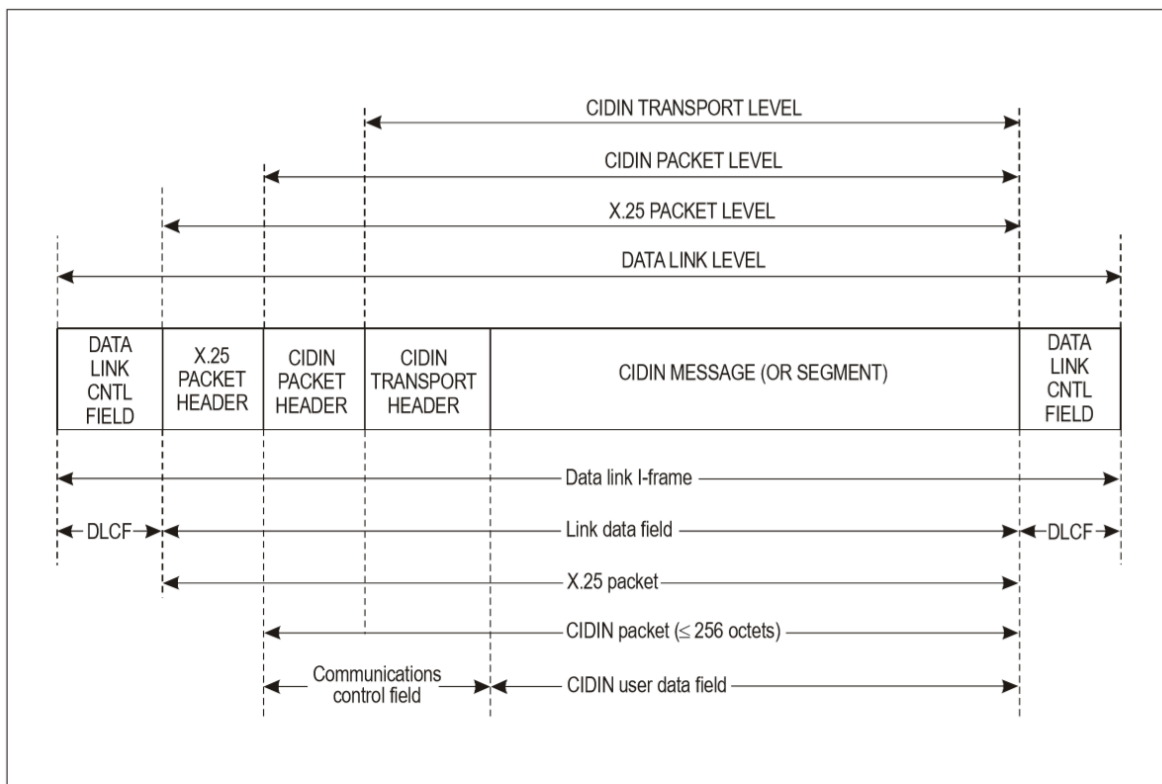 CIDIN TRANSPORT LEVEL
CIDIN PACKET LEVEL
X.25 PACKET LEVEL
DATA LINK LEVEL
DATA
LINK
CNTL
FIELD
X.25
PACKET
HEADER
CIDIN
PACKET
HEADER
CIDIN
TRANSPORT
HEADER
CIDIN MESSAGE (OR SEGMENT)
DATA
LINK
CNTL
FIELD
Data link I-frame
DLCF
Link data field
DLCF
X.25 packet
CIDIN packet (≤ 256 octets)
Communications
control field
CIDIN user data field